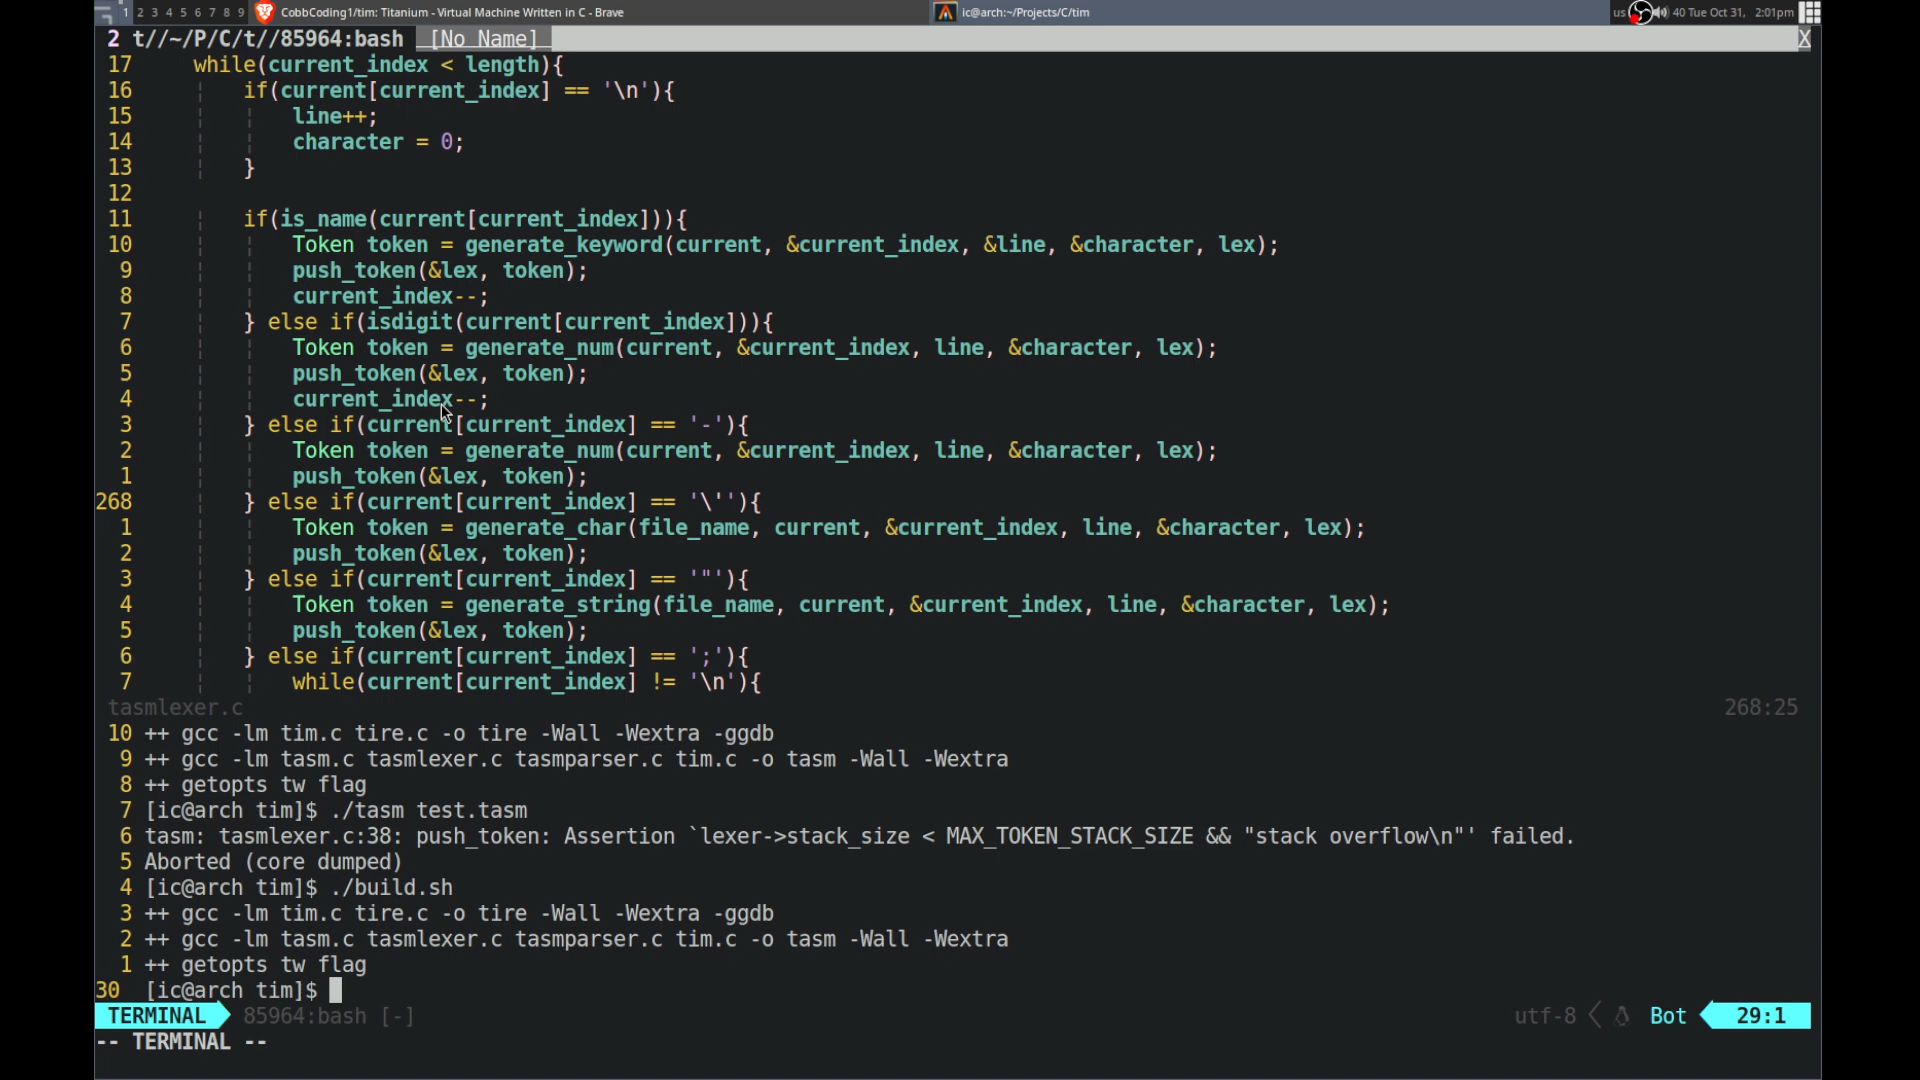 1 2 3 4 5 6 7 8 9 CobbCoding1/tim: Titanium - Virtual Machine Written in C - Brave ic@arch:~/Projects/C/tim us 40 Tue Oct 31, 2:01pm
2 t//~/P/C/t//85964:bash [No Name] X
17 while(current_index < length){
16 if(current[current_index] == '\n'){
15 line++;
14 character = 0;
13 }
12
11 if(is_name(current[current_index])){
10 Token token = generate_keyword(current, &current_index, &line, &character, lex);
9 push_token(&lex, token);
8 current_index--;
7 } else if(isdigit(current[current_index])){
6 Token token = generate_num(current, &current_index, line, &character, lex);
5 push_token(&lex, token);
4 current_index--;
3 } else if(current[current_index] == '-'){
2 Token token = generate_num(current, &current_index, line, &character, lex);
1 push_token(&lex, token);
268 } else if(current[current_index] == '\''){
1 Token token = generate_char(file_name, current, &current_index, line, &character, lex);
2 push_token(&lex, token);
3 } else if(current[current_index] == '"'){
4 Token token = generate_string(file_name, current, &current_index, line, &character, lex);
5 push_token(&lex, token);
6 } else if(current[current_index] == ';'){
7 while(current[current_index] != '\n'){
tasmlexer.c 268:25
10 ++ gcc -lm tim.c tire.c -o tire -Wall -Wextra -ggdb
9 ++ gcc -lm tasm.c tasmlexer.c tasmparser.c tim.c -o tasm -Wall -Wextra
8 ++ getopts tw flag
7 [ic@arch tim]$ ./tasm test.tasm
6 tasm: tasmlexer.c:38: push_token: Assertion `lexer->stack_size < MAX_TOKEN_STACK_SIZE && "stack overflow\n"' failed.
5 Aborted (core dumped)
4 [ic@arch tim]$ ./build.sh
3 ++ gcc -lm tim.c tire.c -o tire -Wall -Wextra -ggdb
2 ++ gcc -lm tasm.c tasmlexer.c tasmparser.c tim.c -o tasm -Wall -Wextra
1 ++ getopts tw flag
30 [ic@arch tim]$
TERMINAL 85964:bash [-] utf-8 Bot 29:1
-- TERMINAL --